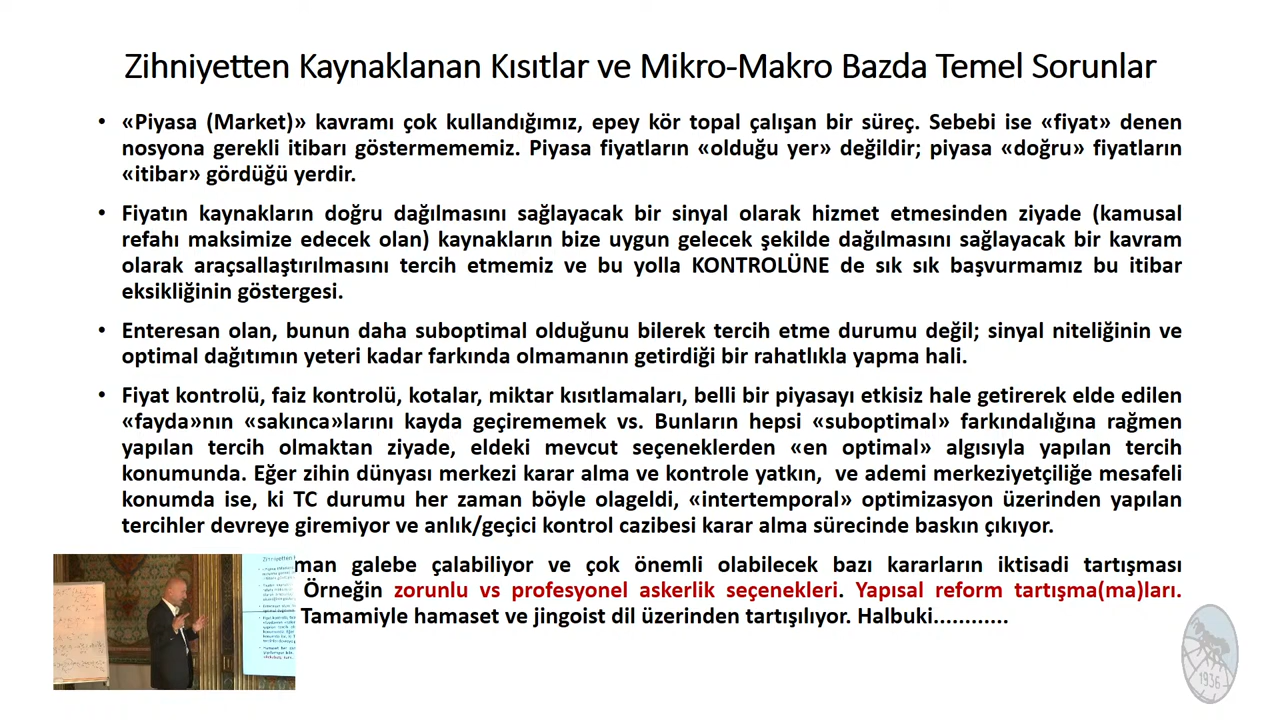 Zihniyetten Kaynaklanan Kısıtlar ve Mikro-Makro Bazda Temel Sorunlar
• «Piyasa (Market)» kavramı çok kullandığımız, epey kör topal çalışan bir süreç. Sebebi ise «fiyat» denen
nosyona gerekli itibarı göstermememiz. Piyasa fiyatların «olduğu yer» değildir; piyasa «doğru» fiyatların
«itibar» gördüğü yerdir.
• Fiyatın kaynakların doğru dağılmasını sağlayacak bir sinyal olarak hizmet etmesinden ziyade (kamusal
refahı maksimize edecek olan) kaynakların bize uygun gelecek şekilde dağılmasını sağlayacak bir kavram
olarak araçsallaştırılmasını tercih etmemiz ve bu yolla KONTROLÜNE de sık sık başvurmamız bu itibar
eksikliğinin göstergesi.
• Enteresan olan, bunun daha suboptimal olduğunu bilerek tercih etme durumu değil; sinyal niteliğinin ve
optimal dağıtımın yeteri kadar farkında olmamanın getirdiği bir rahatlıkla yapma hali.
• Fiyat kontrolü, faiz kontrolü, kotalar, miktar kısıtlamaları, belli bir piyasayı etkisiz hale getirerek elde edilen
«fayda»nın «sakınca»larını kayda geçirememek vs. Bunların hepsi «suboptimal» farkındalığına rağmen
yapılan tercih olmaktan ziyade, eldeki mevcut seçeneklerden «en optimal» algısıyla yapılan tercih
konumunda. Eğer zihin dünyası merkezi karar alma ve kontrole yatkın, ve ademi merkeziyetçiliğe mesafeli
konumda ise, ki TC durumu her zaman böyle olageldi, «intertemporal» optimizasyon üzerinden yapılan
tercihler devreye giremiyor ve anlık/geçici kontrol cazibesi karar alma sürecinde baskın çıkıyor.
man galebe çalabiliyor ve çok önemli olabilecek bazı kararların iktisadi tartışması
Örneğin zorunlu vs profesyonel askerlik seçenekleri. Yapısal reform tartışma(ma)ları.
Tamamiyle hamaset ve jingoist dil üzerinden tartışılıyor. Halbuki............
1936